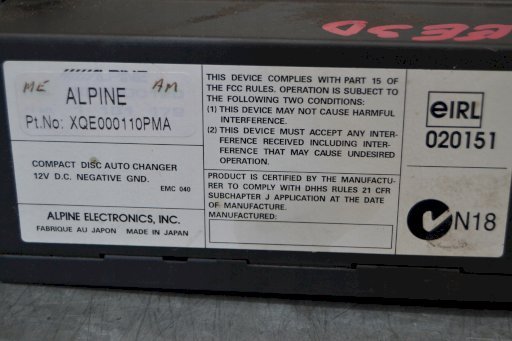 ME AM
ALPINE
Pt.No: XQE000110PMA
COMPACT DISC AUTO CHANGER
12V D.C. NEGATIVE GND.
EMC 040
ALPINE ELECTRONICS, INC.
FABRIQUE AU JAPON MADE IN JAPAN
THIS DEVICE COMPLIES WITH PART 15 OF
THE FCC RULES. OPERATION IS SUBJECT TO
THE FOLLOWING TWO CONDITIONS:
(1) THIS DEVICE MAY NOT CAUSE HARMFUL
INTERFERENCE.
(2) THIS DEVICE MUST ACCEPT ANY INTER-
FERENCE RECEIVED INCLUDING INTER-
FERENCE THAT MAY CAUSE UNDESIRED
OPERATION.
PRODUCT IS CERTIFIED BY THE MANUFACTU-
RER TO COMPLY WITH DHHS RULES 21 CFR
SUBCHAPTER J APPLICATION AT THE DATE
OF MANUFACTURE.
MANUFACTURED:
eIRL
020151
N18